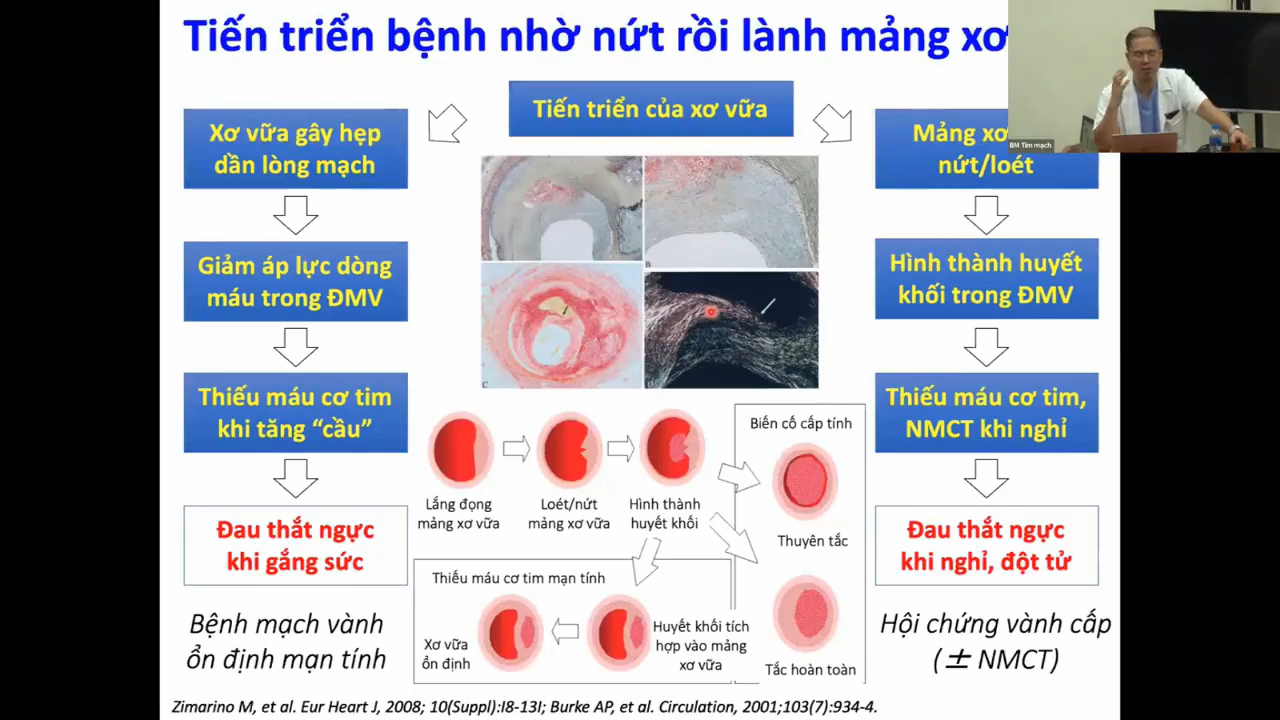 Tiến triển bệnh nhờ nứt rồi lành mảng xơ
BM Tim mạch
Tiến triển của xơ vữa
Xơ vữa gây hẹp
dần lòng mạch
Giảm áp lực dòng
máu trong ĐMV
Thiếu máu cơ tim
khi tăng “cầu”
Đau thắt ngực
khi gắng sức
Bệnh mạch vành
ổn định mạn tính
B
C
Lắng đọng
mảng xơ vữa
Loét/nứt
mảng xơ vữa
Hình thành
huyết khối
Biến cố cấp tính
Thuyên tắc
Tắc hoàn toàn
Thiếu máu cơ tim mạn tính
Xơ vữa
ổn định
Huyết khối tích
hợp vào mảng
xơ vữa
Mảng xơ
nứt/loét
Hình thành huyết
khối trong ĐMV
Thiếu máu cơ tim,
NMCT khi nghỉ
Đau thắt ngực
khi nghỉ, đột tử
Hội chứng vành cấp
(± NMCT)
Zimarino M, et al. Eur Heart J, 2008; 10(Suppl):I8-13I; Burke AP, et al. Circulation, 2001;103(7):934-4.